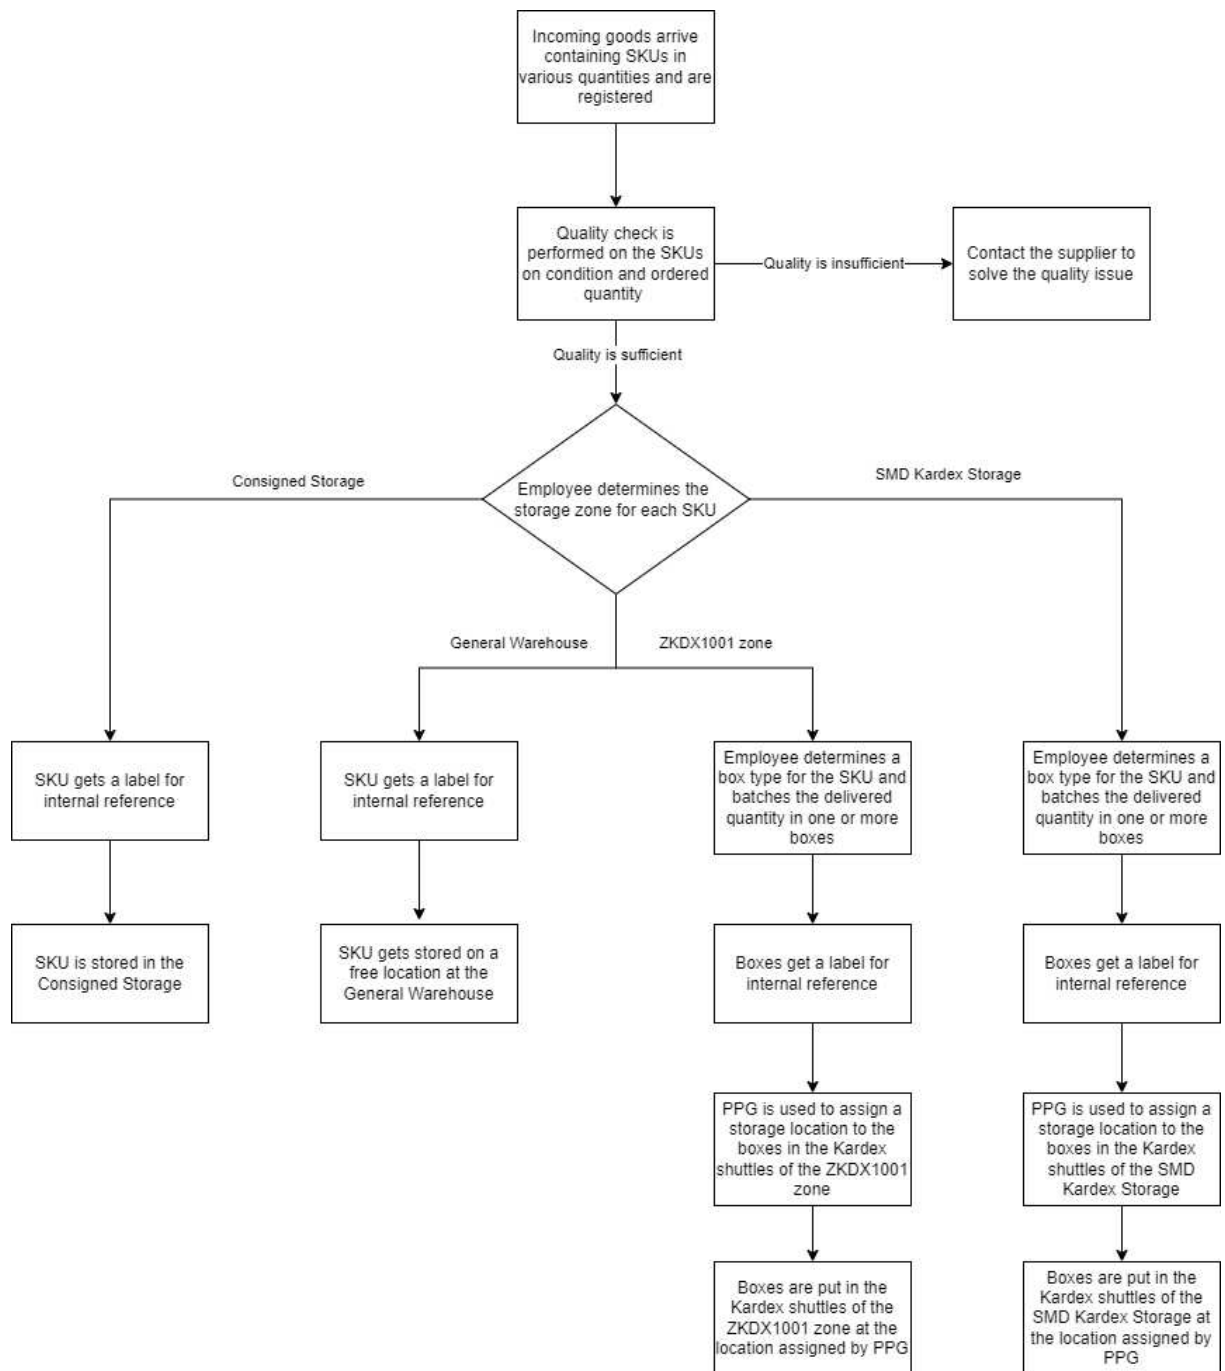 Incoming goods arrive
containing SKUs in
various quantities and are
registered
Quality check is
performed on the SKUs
on condition and ordered
quantity
Quality is insufficient
Contact the supplier to
solve the quality issue
Quality is sufficient
Employee determines the
storage zone for each SKU
Consigned Storage
SMD Kardex Storage
General Warehouse
ZKDX1001 zone
SKU gets a label for
internal reference
SKU gets a label for
internal reference
Employee determines a
box type for the SKU and
batches the delivered
quantity in one or more
boxes
Employee determines a
box type for the SKU and
batches the delivered
quantity in one or more
boxes
SKU is stored in the
Consigned Storage
SKU gets stored on a
free location at the
General Warehouse
Boxes get a label for
internal reference
Boxes get a label for
internal reference
PPG is used to assign a
storage location to the
boxes in the Kardex
shuttles of the ZKDX1001
zone
PPG is used to assign a
storage location to the
boxes in the Kardex
shuttles of the SMD
Kardex Storage
Boxes are put in the
Kardex shuttles of the
ZKDX1001 zone at the
location assigned by PPG
Boxes are put in the
Kardex shuttles of the
SMD Kardex Storage at
the location assigned by
PPG